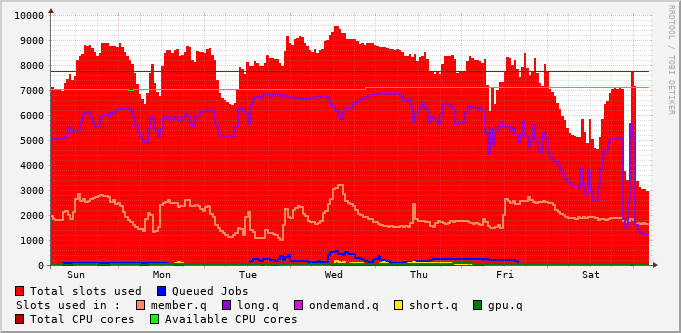 10000
9000
8000
7000
6000
5000
4000
3000
2000
1000
0
Sun Mon Tue Wed Thu Fri Sat
RRDTOOL / TOBI OETIKER
Total slots used Queued Jobs
Slots used in : member.q long.q ondemand.q short.q gpu.q
Total CPU cores Available CPU cores